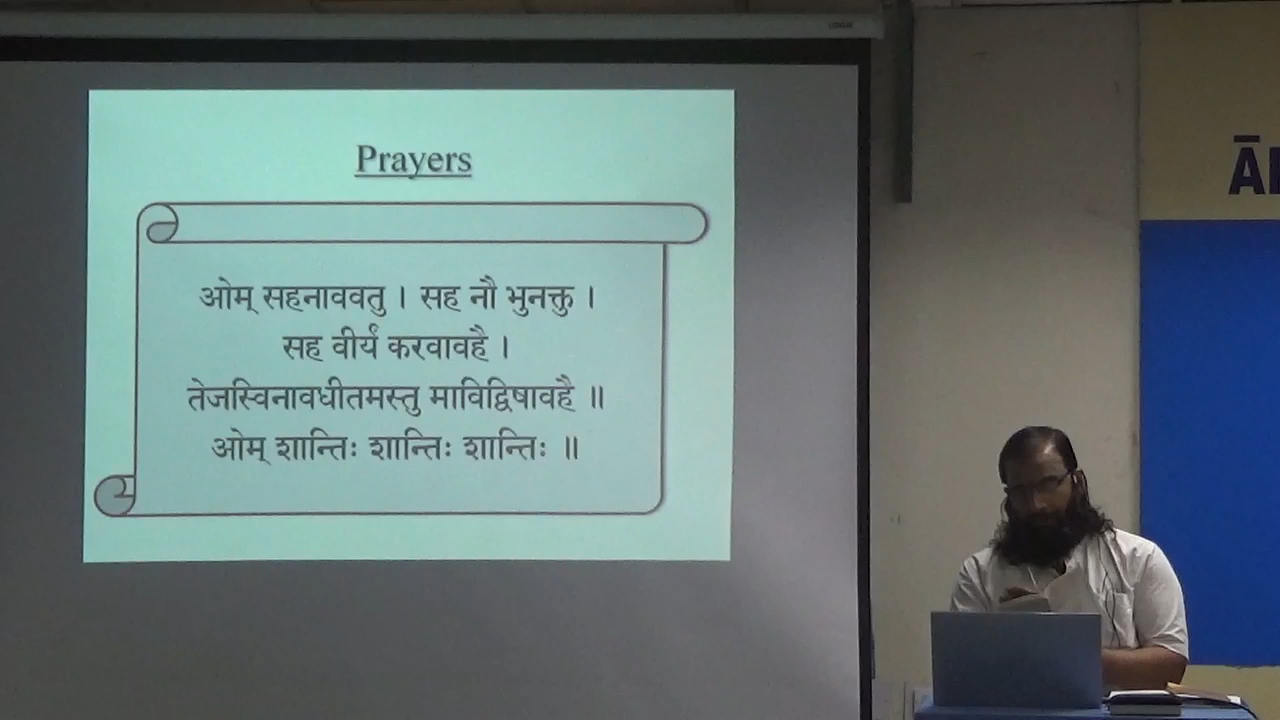 Prayers
ओम् सहनाववतु । सह नौ भुनक्तु ।
सह वीर्यं करवावहै ।
तेजस्विनावधीतमस्तु माविद्विषावहै ॥
ओम् शान्तिः शान्तिः शान्तिः ॥